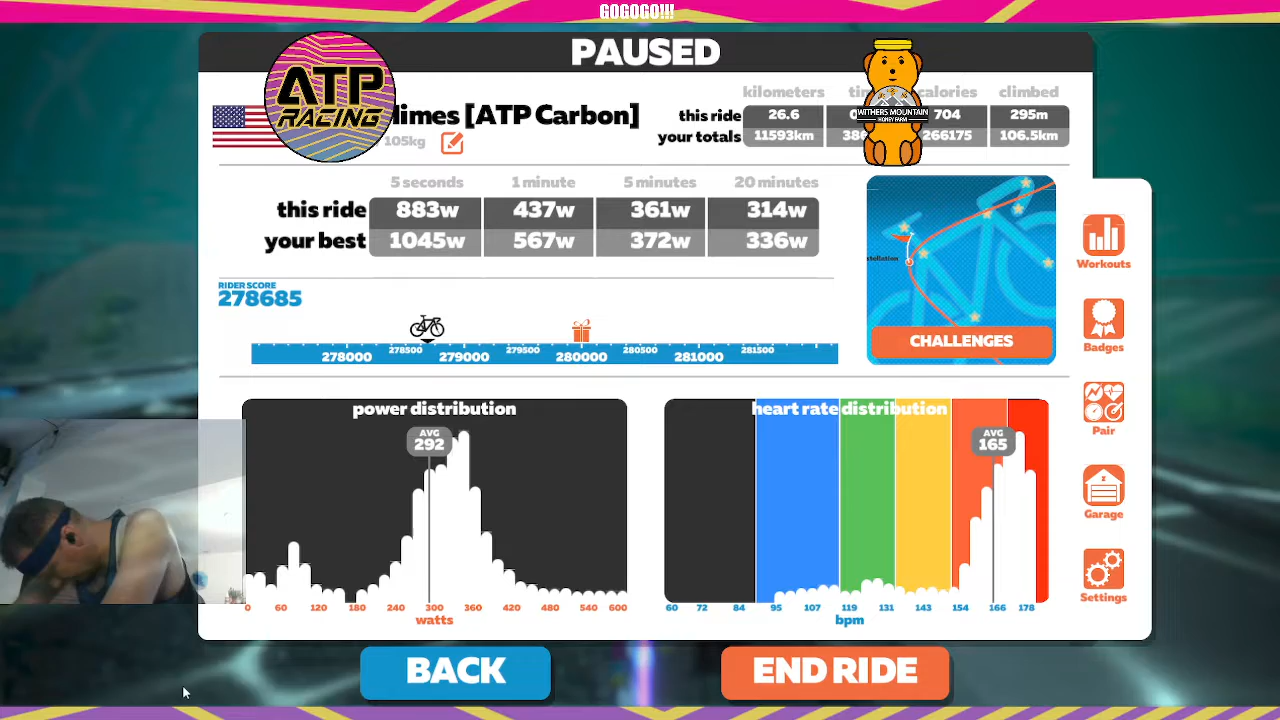 GOGOGO!!!
PAUSED
ATP
RACING
limes [ATP Carbon]
105kg
kilometers calories climbed
this ride 26.6 704 295m
your totals 11593km 266175 106.5km
WITHERS MOUNTAIN
HONEY FARM
5 seconds 1 minute 5 minutes 20 minutes
this ride 883w 437w 361w 314w
your best 1045w 567w 372w 336w
RIDER SCORE
278685
278000 278500 279000 279500 280000 280500 281000 281500
CHALLENGES
Workouts
Badges
Pair
Garage
Settings
power distribution
AVG
292
0 60 120 180 240 300 360 420 480 540 600
watts
heart rate distribution
AVG
165
60 72 84 95 107 119 131 143 154 166 178
bpm
BACK
END RIDE